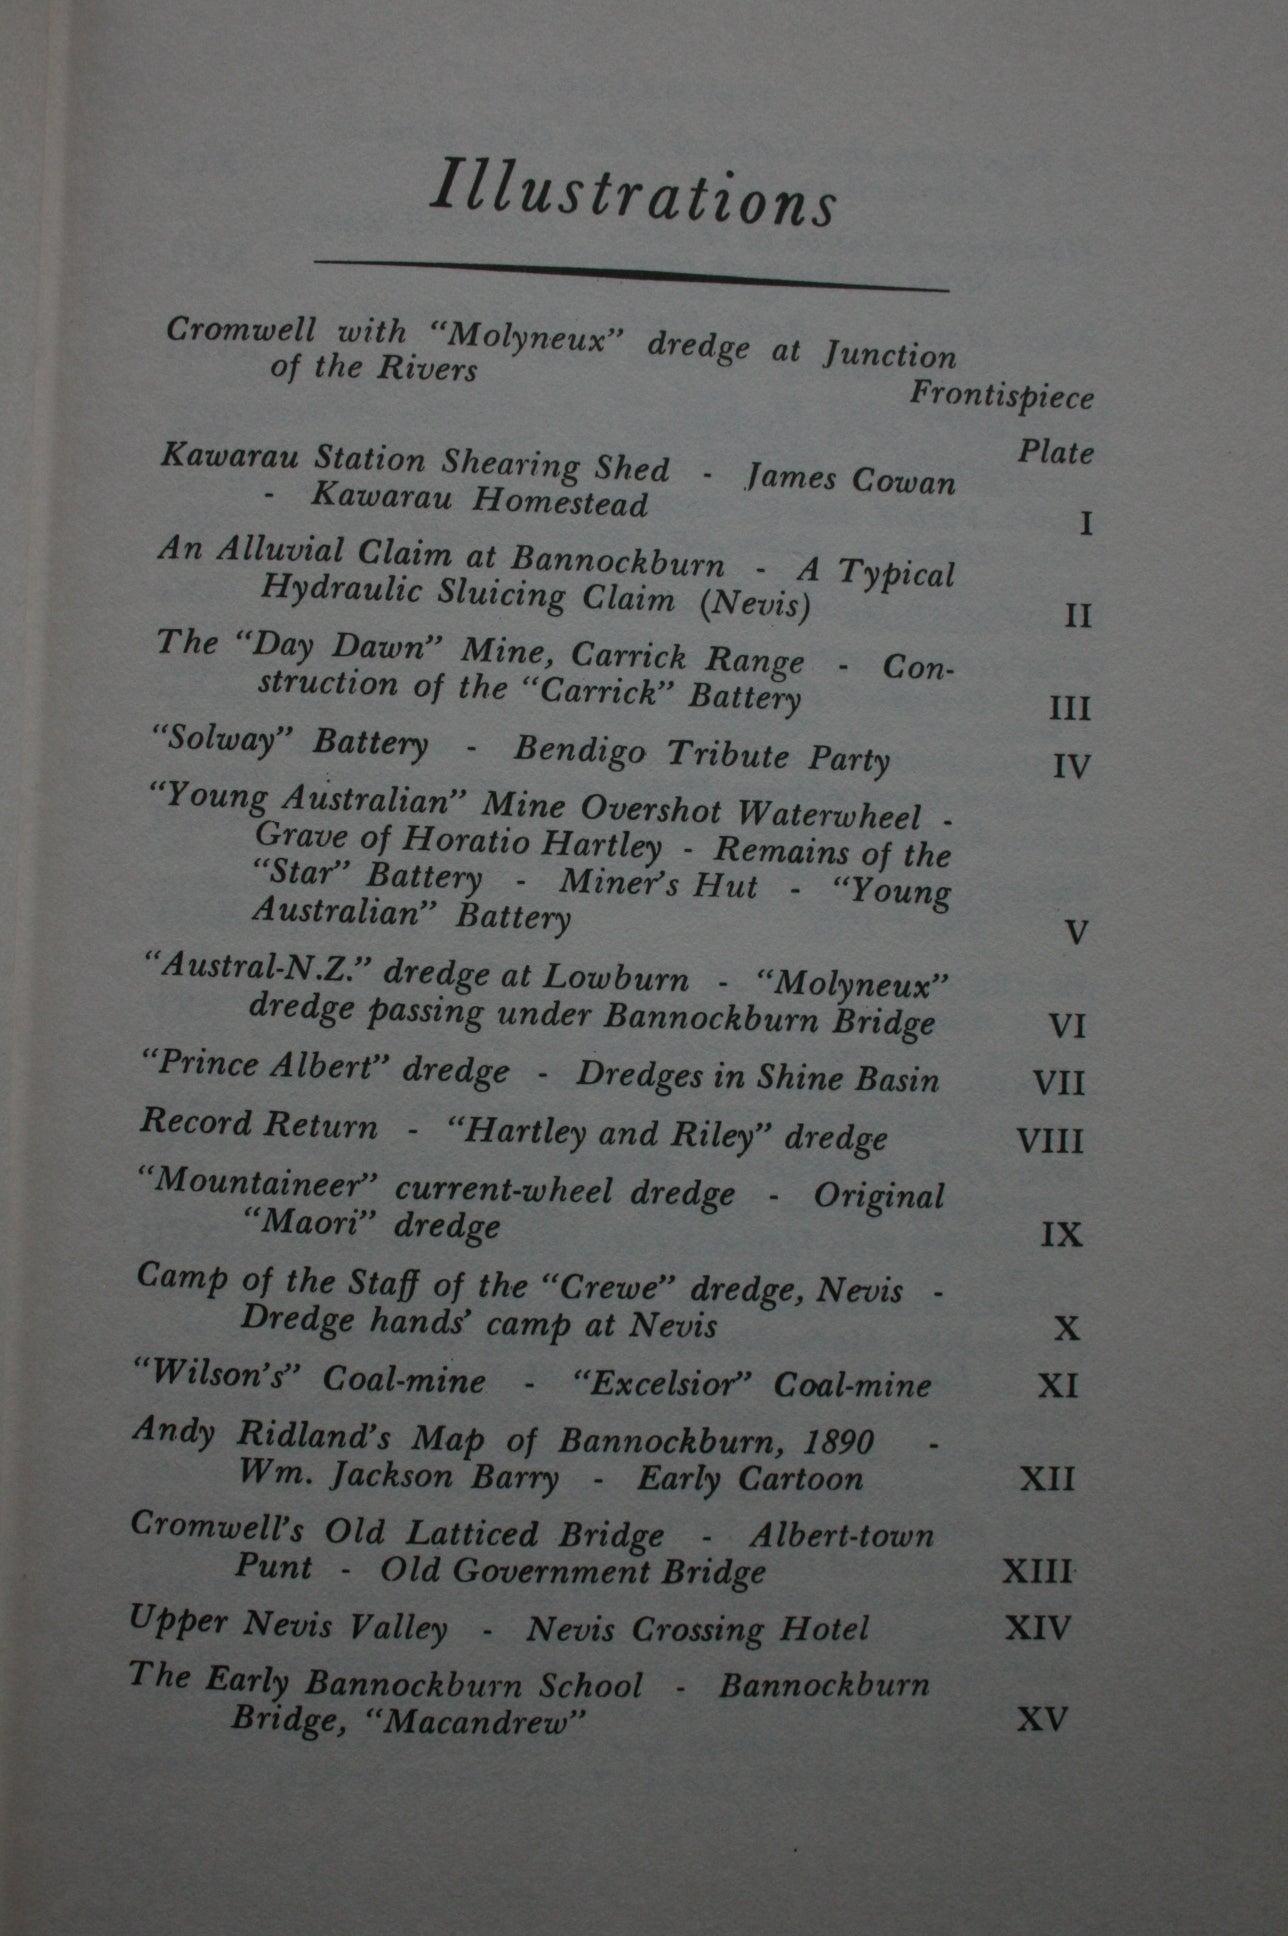 Illustrations
Cromwell with “Molyneux” dredge at Junction
of the Rivers
Frontispiece
Plate
Kawarau Station Shearing Shed - James Cowan
- Kawarau Homestead
I
An Alluvial Claim at Bannockburn - A Typical
Hydraulic Sluicing Claim (Nevis)
II
The “Day Dawn” Mine, Carrick Range - Con-
struction of the “Carrick” Battery
III
“Solway” Battery - Bendigo Tribute Party
IV
“Young Australian” Mine Overshot Waterwheel -
Grave of Horatio Hartley - Remains of the
“Star” Battery - Miner’s Hut - “Young
Australian” Battery
V
“Austral-N.Z.” dredge at Lowburn - “Molyneux”
dredge passing under Bannockburn Bridge
VI
“Prince Albert” dredge - Dredges in Shine Basin
VII
Record Return - “Hartley and Riley” dredge
VIII
“Mountaineer” current-wheel dredge - Original
“Maori” dredge
IX
Camp of the Staff of the “Crewe” dredge, Nevis -
Dredge hands’ camp at Nevis
X
“Wilson’s” Coal-mine - “Excelsior” Coal-mine
XI
Andy Ridland’s Map of Bannockburn, 1890 -
Wm. Jackson Barry - Early Cartoon
XII
Cromwell’s Old Latticed Bridge - Albert-town
Punt - Old Government Bridge
XIII
Upper Nevis Valley - Nevis Crossing Hotel
XIV
The Early Bannockburn School - Bannockburn
Bridge, “Macandrew”
XV